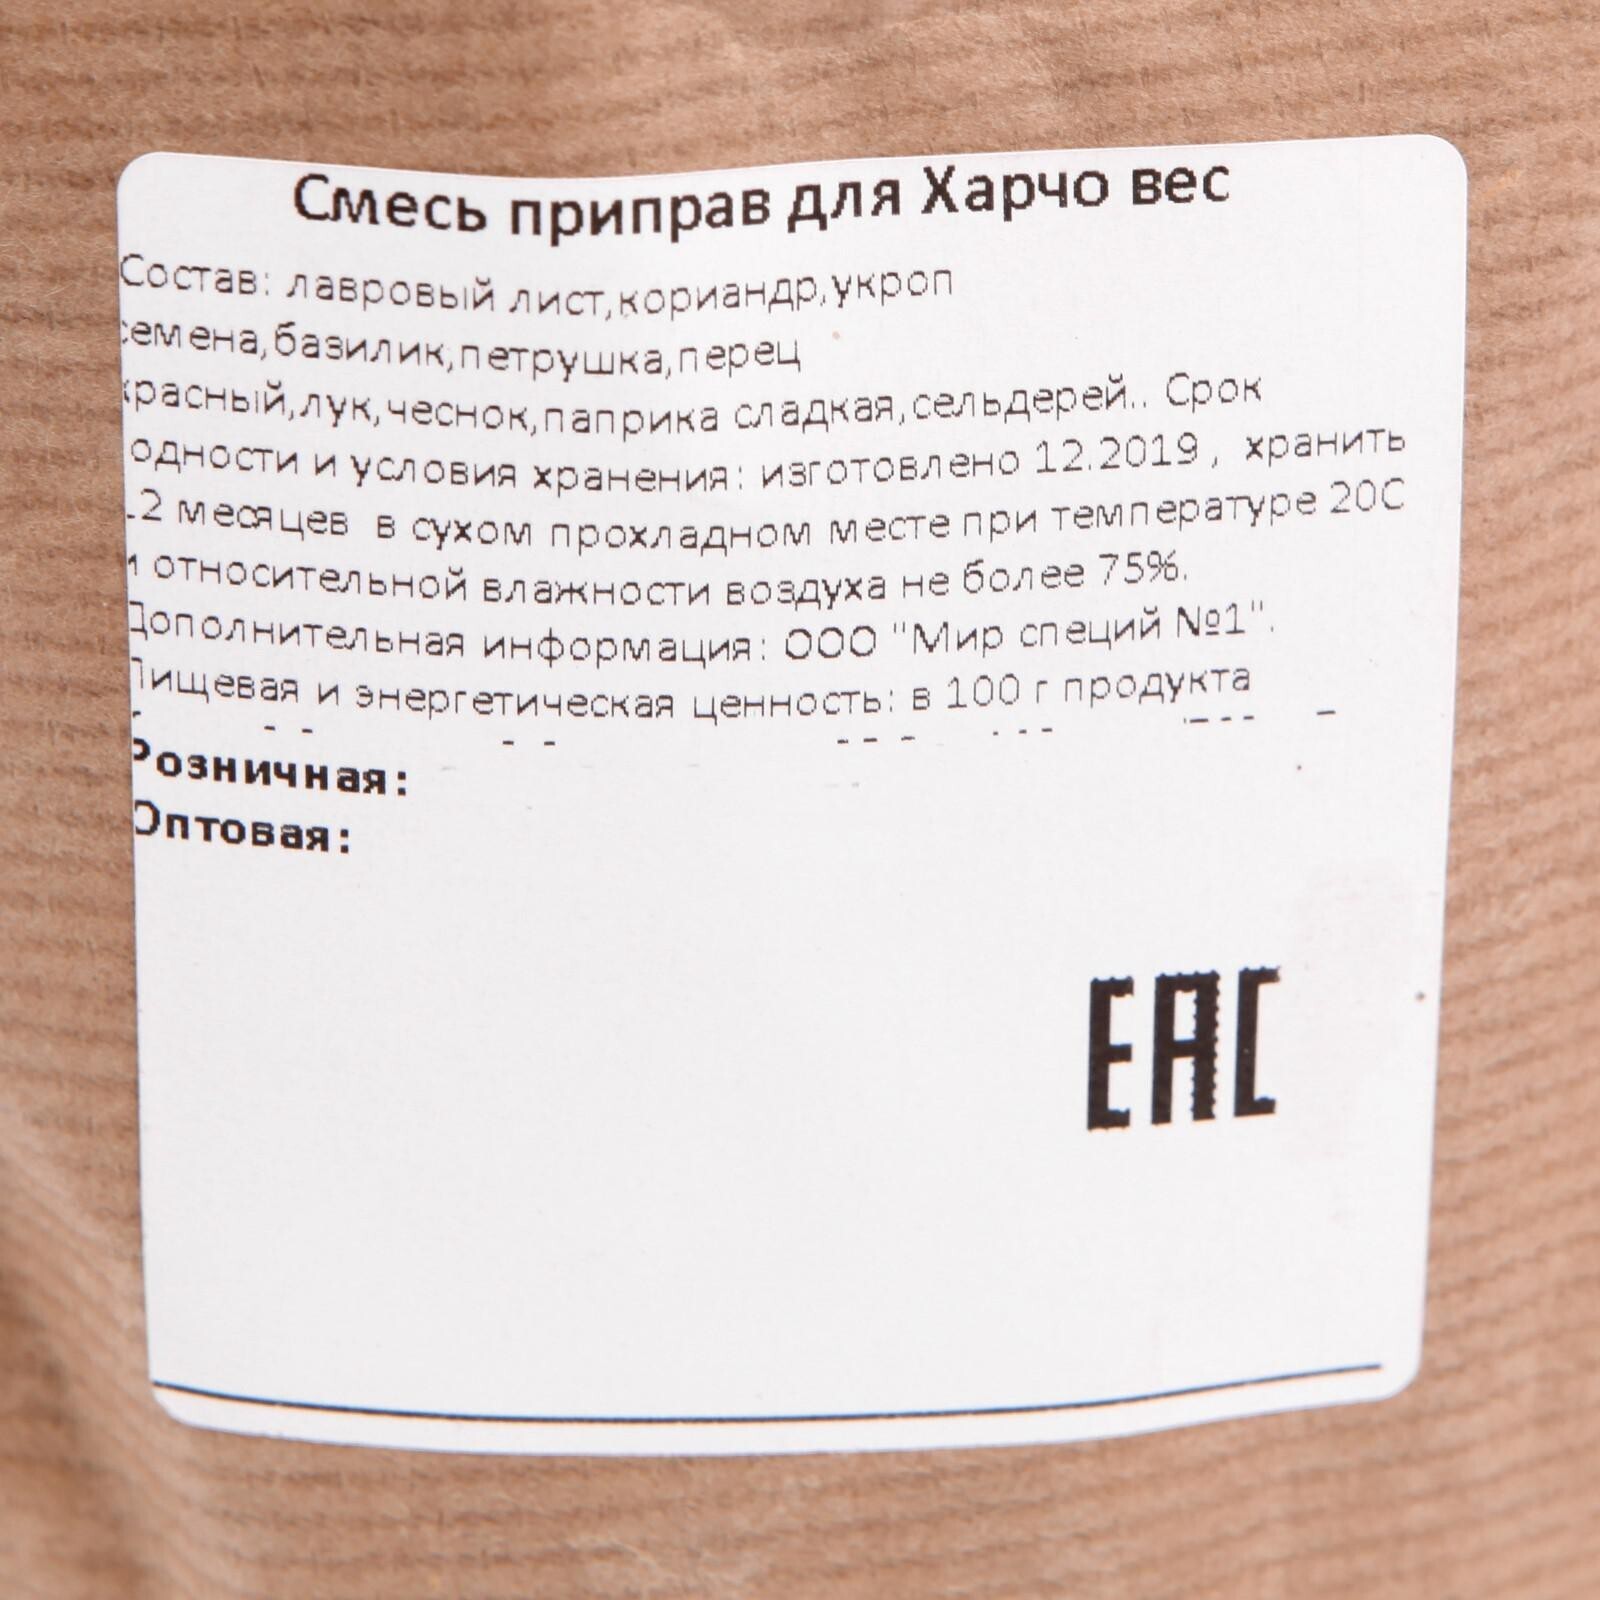 Смесь приправ для Харчо вес
Состав: лавровый лист,кориандр,укроп
семена,базилик,петрушка,перец
красный,лук,чеснок,паприка сладкая,сельдерей.. Срок
одности и условия хранения: изготовлено 12.2019 , хранить
12 месяцев в сухом прохладном месте при температуре 20С
и относительной влажности воздуха не более 75%.
Дополнительная информация: ООО "Мир специй №1".
Пищевая и энергетическая ценность: в 100 г продукта
Розничная:
Оптовая:
EAC